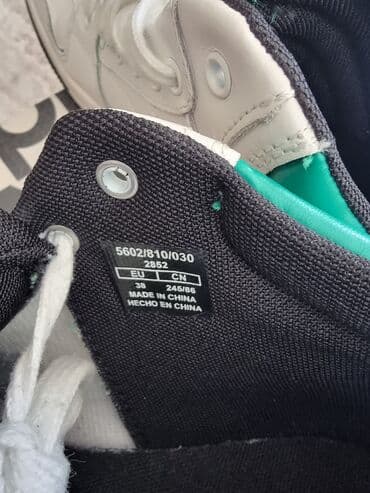 5602/810/030
2852
EU CN
38 245/86
MADE IN CHINA
HECHO EN CHINA